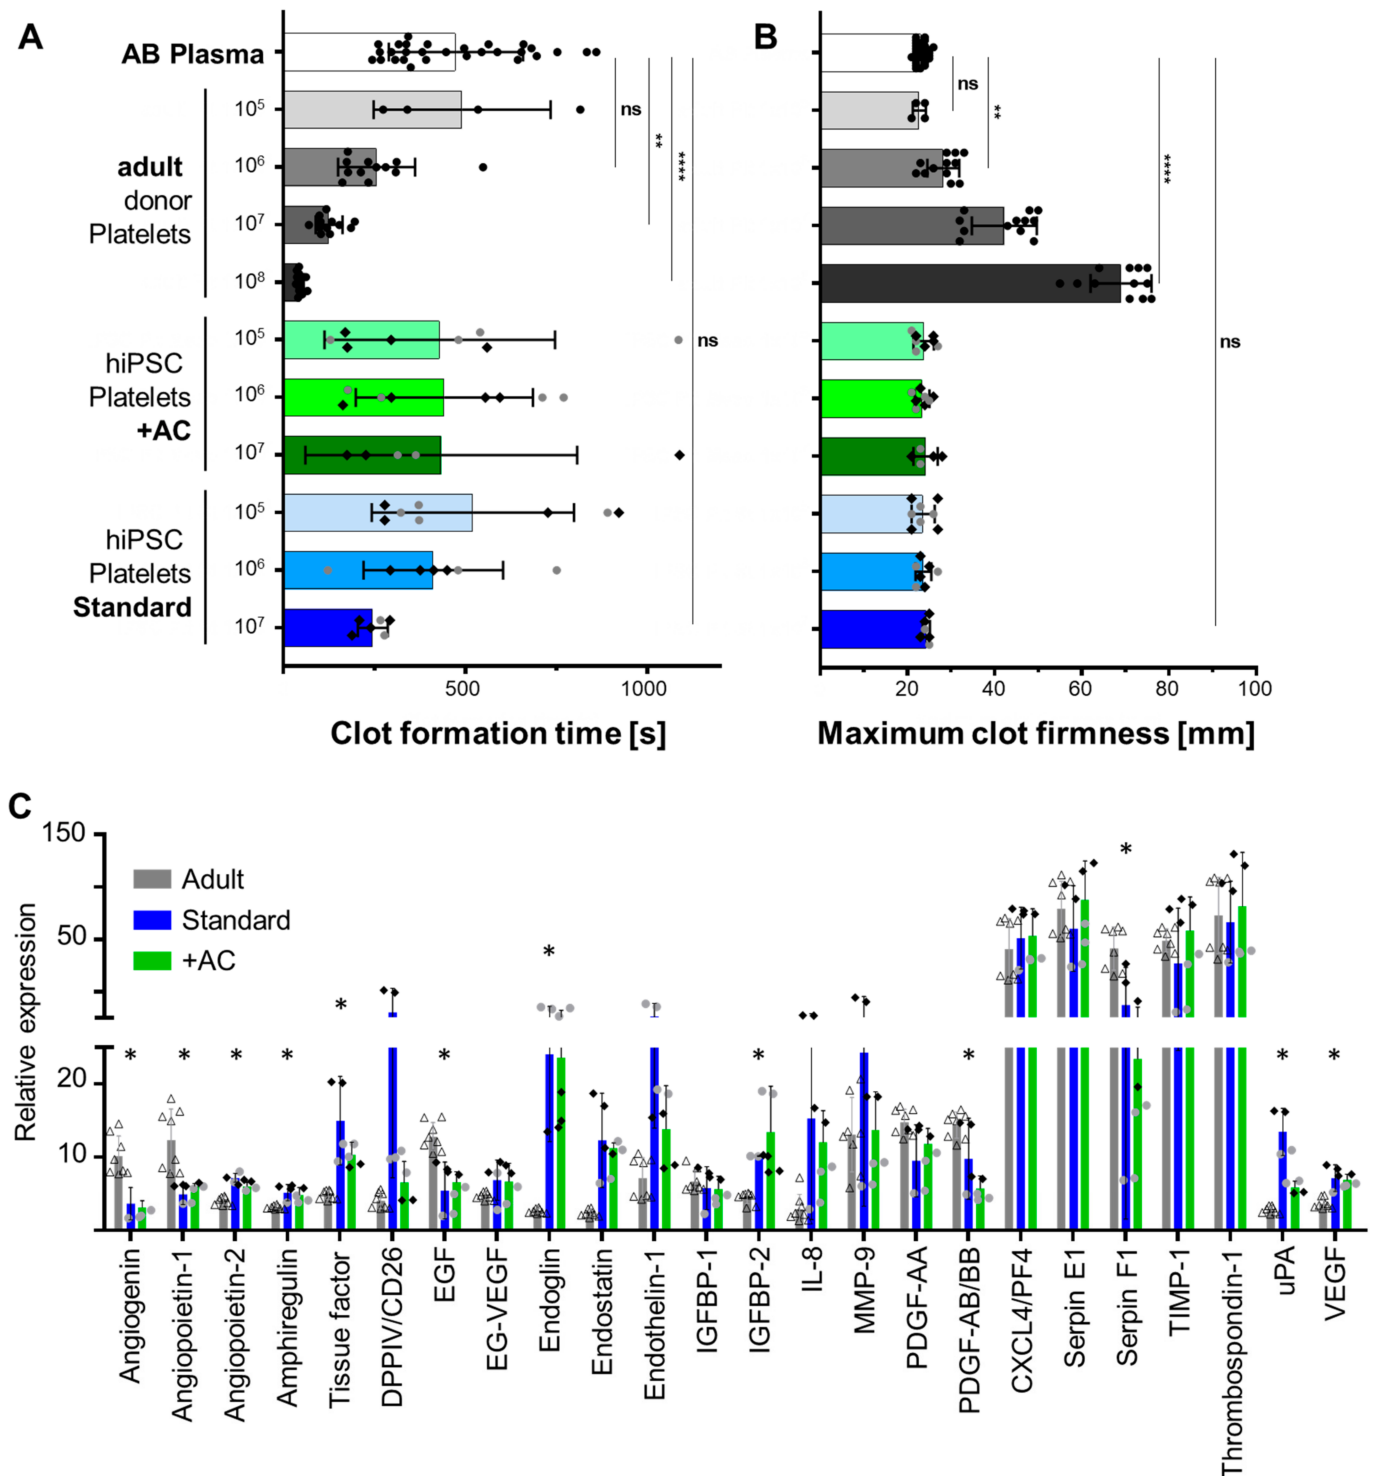 A
B
AB Plasma
adult
donor
Platelets
10⁵
10⁶
10⁷
10⁸
hiPSC
Platelets
+AC
10⁵
10⁶
10⁷
hiPSC
Platelets
Standard
10⁵
10⁶
10⁷
ns
**
****
ns
500
1000
Clot formation time [s]
ns
**
****
ns
20
40
60
80
100
Maximum clot firmness [mm]
C
Relative expression
150
50
20
10
Adult
Standard
+AC
*
*
*
*
*
*
*
*
*
*
*
*
Angiogenin
Angiopoietin-1
Angiopoietin-2
Amphiregulin
Tissue factor
DPPIV/CD26
EGF
EG-VEGF
Endoglin
Endostatin
Endothelin-1
IGFBP-1
IGFBP-2
IL-8
MMP-9
PDGF-AA
PDGF-AB/BB
CXCL4/PF4
Serpin E1
Serpin F1
TIMP-1
Thrombospondin-1
uPA
VEGF